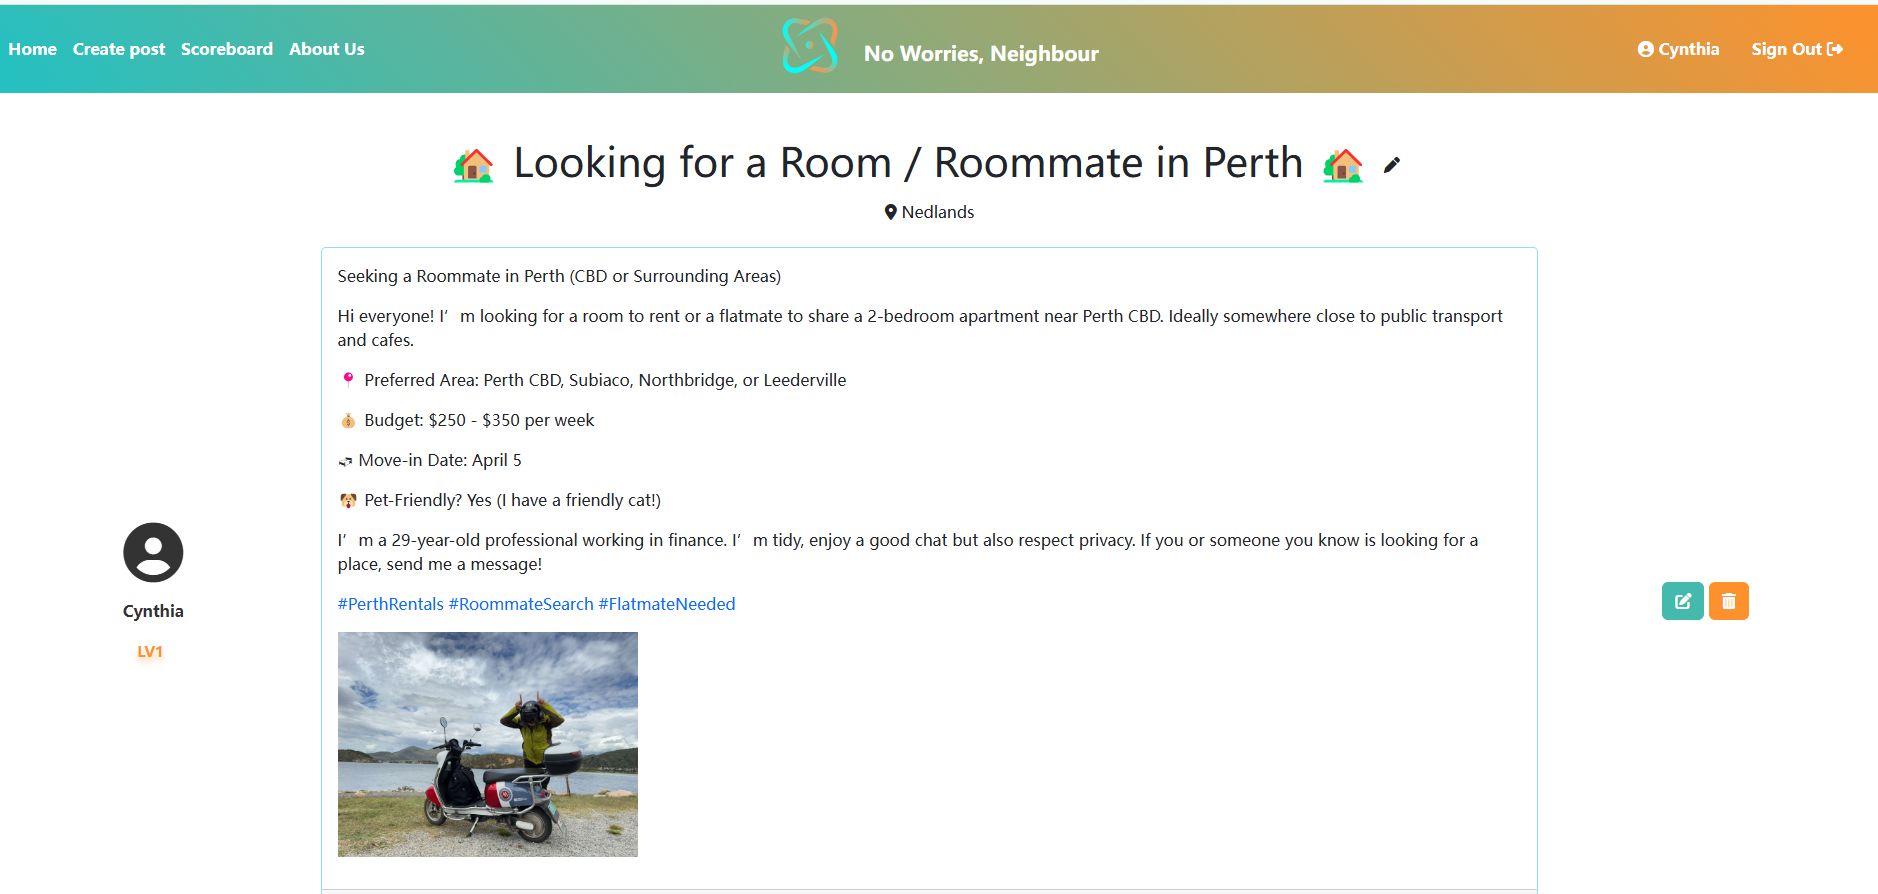 Home Create post Scoreboard About Us No Worries, Neighbour Cynthia Sign Out
🏡 Looking for a Room / Roommate in Perth 🏡
Nedlands
Seeking a Roommate in Perth (CBD or Surrounding Areas)
Hi everyone! I’m looking for a room to rent or a flatmate to share a 2-bedroom apartment near Perth CBD. Ideally somewhere close to public transport
and cafes.
📍 Preferred Area: Perth CBD, Subiaco, Northbridge, or Leederville
💰 Budget: $250 - $350 per week
🛋 Move-in Date: April 5
🐶 Pet-Friendly? Yes (I have a friendly cat!)
I’m a 29-year-old professional working in finance. I’m tidy, enjoy a good chat but also respect privacy. If you or someone you know is looking for a
place, send me a message!
#PerthRentals #RoommateSearch #FlatmateNeeded
Cynthia
LV1